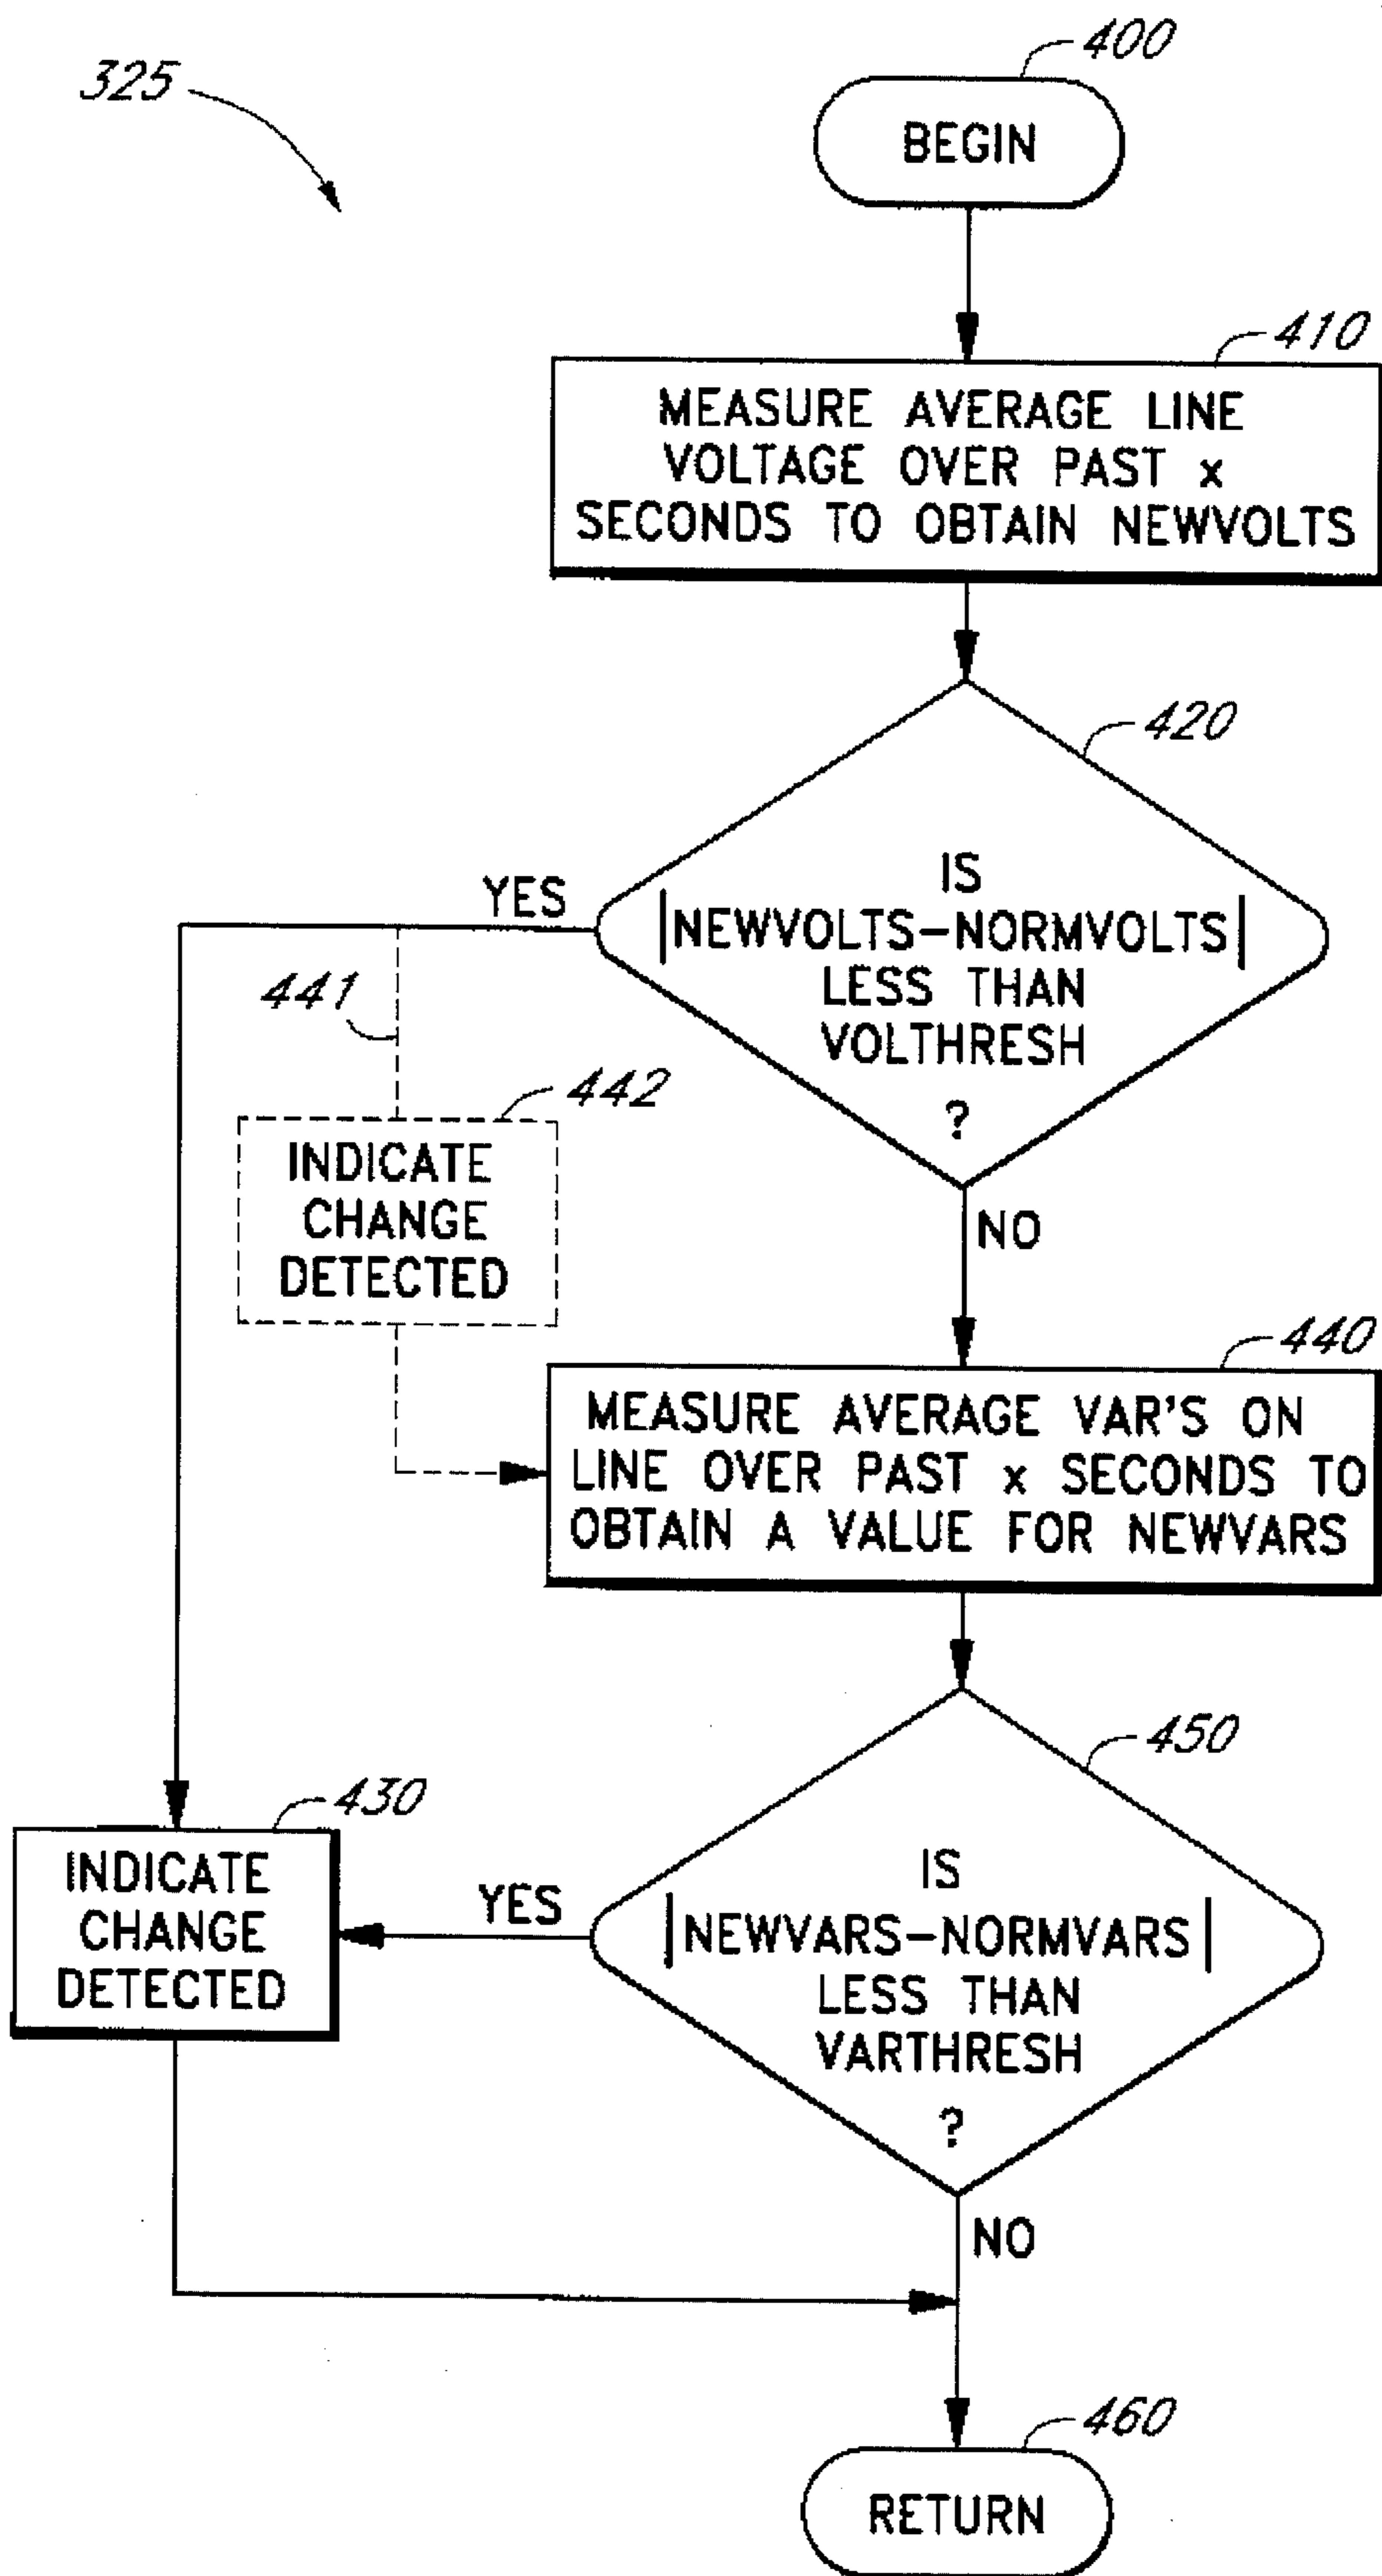 400
325
BEGIN
410
MEASURE AVERAGE LINE
VOLTAGE OVER PAST x
SECONDS TO OBTAIN NEWVOLTS
420
IS
|NEWVOLTS-NORMVOLTS|
LESS THAN
VOLTHRESH
?
YES
441
442
INDICATE
CHANGE
DETECTED
NO
440
MEASURE AVERAGE VAR'S ON
LINE OVER PAST x SECONDS TO
OBTAIN A VALUE FOR NEWVARS
450
IS
|NEWVARS-NORMVARS|
LESS THAN
VARTHRESH
?
YES
430
INDICATE
CHANGE
DETECTED
NO
460
RETURN